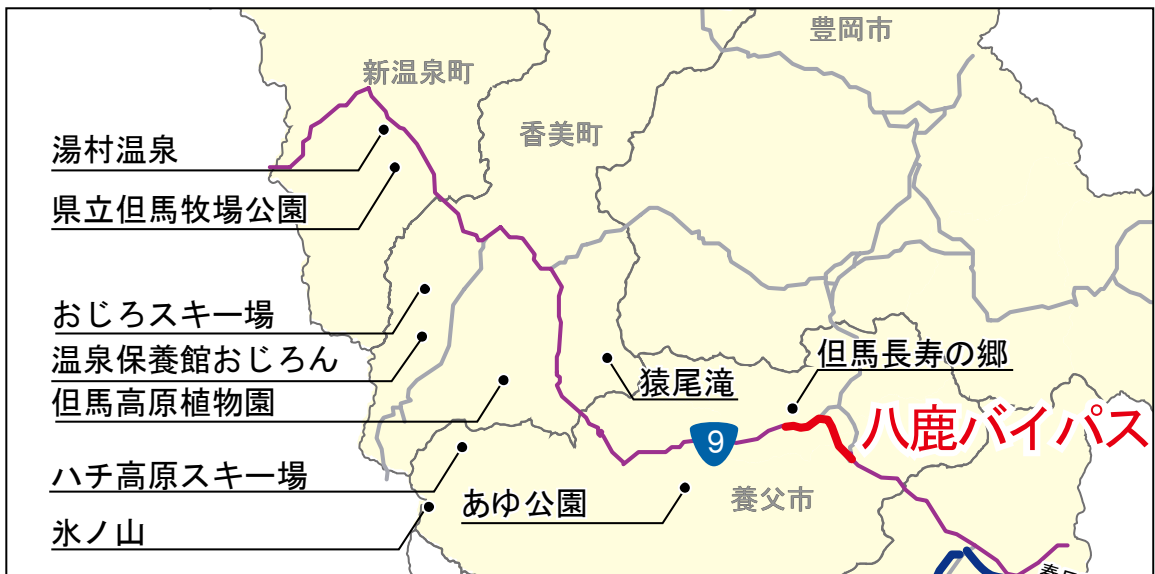 豊岡市
新温泉町
香美町
湯村温泉
県立但馬牧場公園
おじろスキー場
温泉保養館おじろん
但馬高原植物園
猿尾滝
但馬長寿の郷
八鹿バイパス
9
ハチ高原スキー場
あゆ公園
養父市
氷ノ山